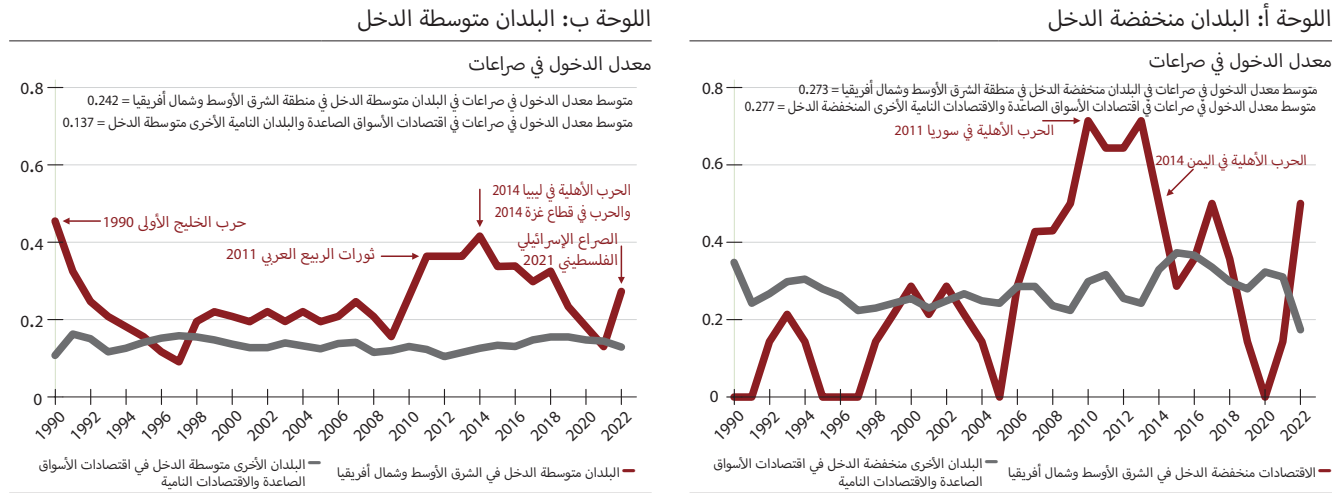 اللوحة أ: البلدان منخفضة الدخل
معدل الدخول في صراعات
متوسط معدل الدخول في صراعات في البلدان منخفضة الدخل في منطقة الشرق الأوسط وشمال أفريقيا = 0.273
متوسط معدل الدخول في صراعات في اقتصادات الأسواق الصاعدة والاقتصادات النامية الأخرى المنخفضة الدخل = 0.277
الحرب الأهلية في سوريا 2011
الحرب الأهلية في اليمن 2014
0.8
0.6
0.4
0.2
0
1990 1992 1994 1996 1998 2000 2002 2004 2006 2008 2010 2012 2014 2016 2018 2020 2022
الاقتصادات منخفضة الدخل في الشرق الأوسط وشمال أفريقيا
البلدان الأخرى منخفضة الدخل في اقتصادات الأسواق
الصاعدة والاقتصادات النامية
اللوحة ب: البلدان متوسطة الدخل
معدل الدخول في صراعات
متوسط معدل الدخول في صراعات في البلدان متوسطة الدخل في منطقة الشرق الأوسط وشمال أفريقيا = 0.242
متوسط معدل الدخول في صراعات في اقتصادات الأسواق الصاعدة والبلدان النامية الأخرى متوسطة الدخل = 0.137
حرب الخليج الأولى 1990
ثورات الربيع العربي 2011
الحرب الأهلية في ليبيا 2014
والحرب في قطاع غزة 2014
الصراع الإسرائيلي
الفلسطيني 2021
0.8
0.6
0.4
0.2
0
1990 1992 1994 1996 1998 2000 2002 2004 2006 2008 2010 2012 2014 2016 2018 2020 2022
البلدان متوسطة الدخل في الشرق الأوسط وشمال أفريقيا
البلدان الأخرى متوسطة الدخل في اقتصادات الأسواق
الصاعدة والاقتصادات النامية